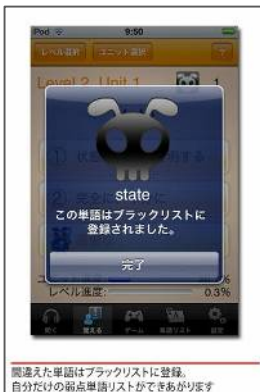 iPod 9:50
レベル選択 ユニット選択
Level 2 Unit 1 1
state
この単語はブラックリストに
登録されました。
完了
レベル進度: 0.3%
聞く 覚える ゲーム 単語リスト 設定
間違えた単語はブラックリストに登録。
自分だけの弱点単語リストができあがります